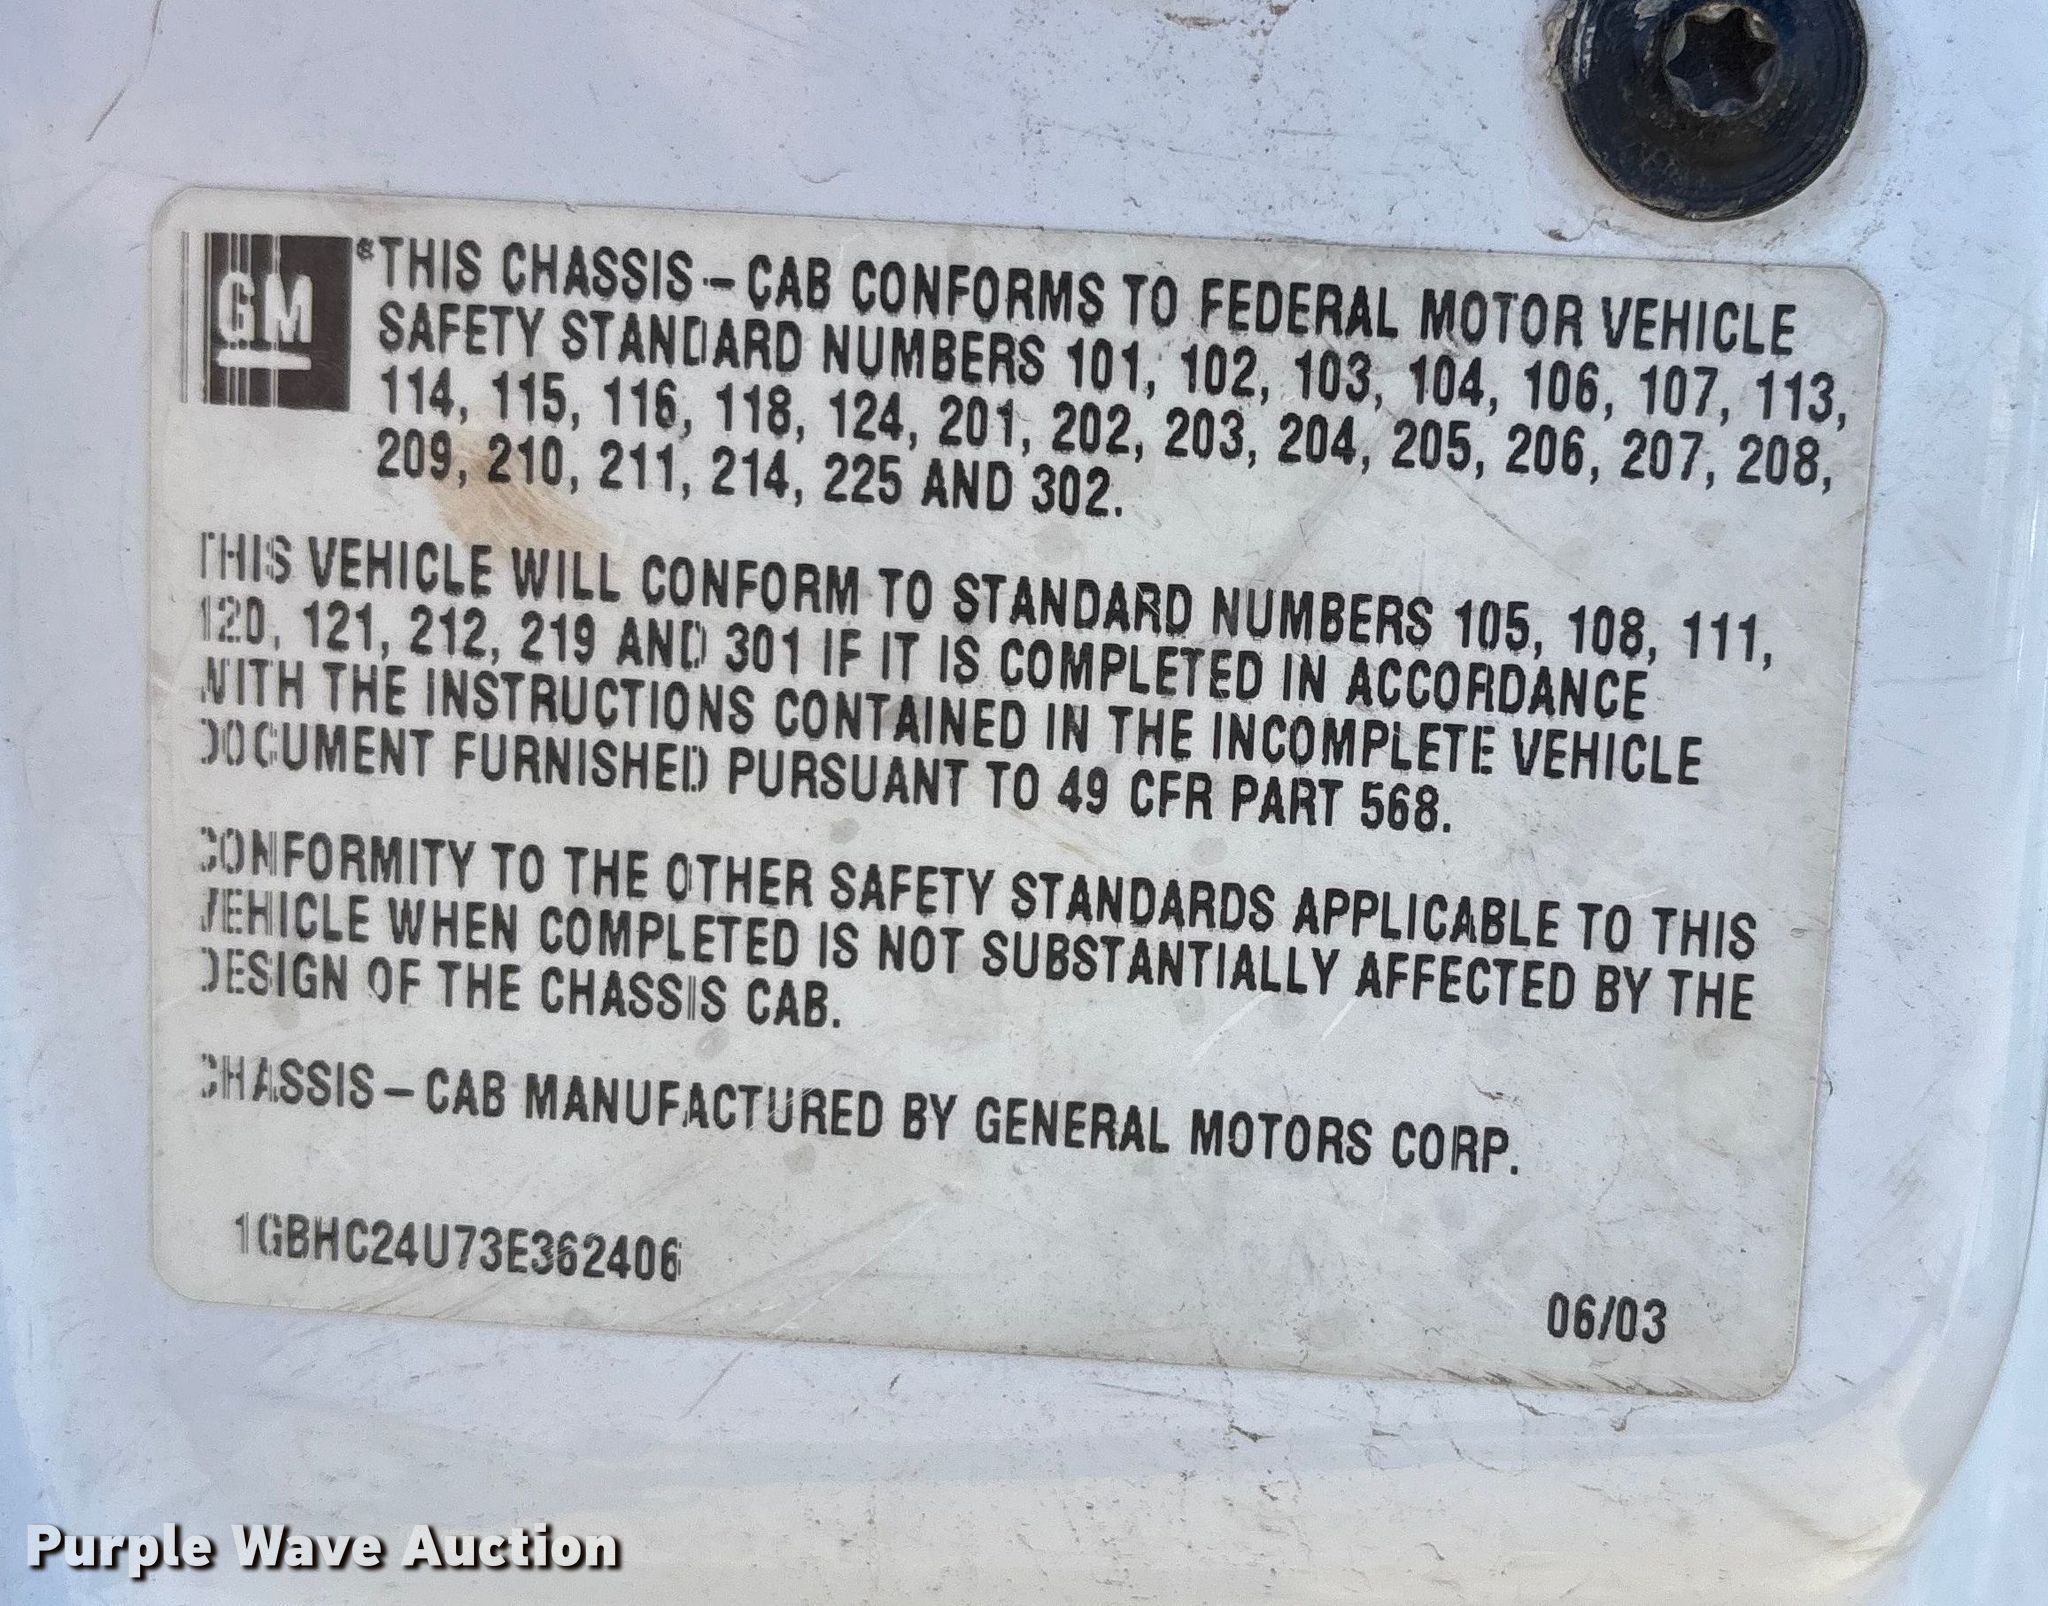 GM
®
THIS CHASSIS-CAB CONFORMS TO FEDERAL MOTOR VEHICLE
SAFETY STANDARD NUMBERS 101, 102, 103, 104, 106, 107, 113,
114, 115, 116, 118, 124, 201, 202, 203, 204, 205, 206, 207, 208,
209, 210, 211, 214, 225 AND 302.
THIS VEHICLE WILL CONFORM TO STANDARD NUMBERS 105, 108, 111,
120, 121, 212, 219 AND 301 IF IT IS COMPLETED IN ACCORDANCE
WITH THE INSTRUCTIONS CONTAINED IN THE INCOMPLETE VEHICLE
DOCUMENT FURNISHED PURSUANT TO 49 CFR PART 568.
CONFORMITY TO THE OTHER SAFETY STANDARDS APPLICABLE TO THIS
VEHICLE WHEN COMPLETED IS NOT SUBSTANTIALLY AFFECTED BY THE
DESIGN OF THE CHASSIS CAB.
CHASSIS-CAB MANUFACTURED BY GENERAL MOTORS CORP.
1GBHC24U73E362406
06/03
Purple Wave Auction